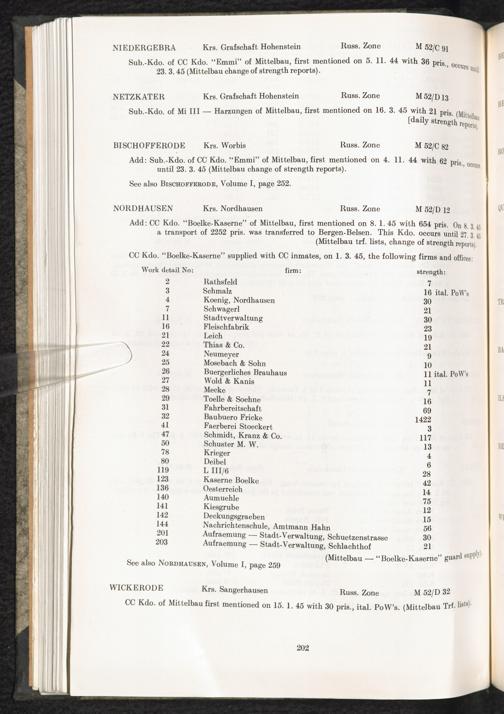 NIEDERGEBRA Krs. Grafschaft Hohenstein Russ. Zone M 52/C 91
Sub.-Kdo. of CC Kdo. "Emmi" of Mittelbau, first mentioned on 5. 11. 44 with 36 pris., occurs until
23. 3. 45 (Mittelbau change of strength reports).
NETZKATER Krs. Grafschaft Hohenstein Russ. Zone M 52/D 13
Sub.-Kdo. of Mi III — Harzungen of Mittelbau, first mentioned on 16. 3. 45 with 21 pris. (Mittelbau
[daily strength reports]
BISCHOFFERODE Krs. Worbis Russ. Zone M 52/C 82
Add: Sub.-Kdo. of CC Kdo. "Emmi" of Mittelbau, first mentioned on 4. 11. 44 with 62 pris., occurs
until 23. 3. 45 (Mittelbau change of strength reports).
See also BISCHOFFERODE, Volume I, page 252.
NORDHAUSEN Krs. Nordhausen Russ. Zone M 52/D 12
Add: CC Kdo. "Boelke-Kaserne" of Mittelbau, first mentioned on 8. 1. 45 with 654 pris. On 8. 3. 45
a transport of 2252 pris. was transferred to Bergen-Belsen. This Kdo. occurs until 27. 3. 45
(Mittelbau trf. lists, change of strength reports).
CC Kdo. "Boelke-Kaserne" supplied with CC inmates, on 1. 3. 45, the following firms and offices:
Work detail No: firm: strength:
2 Rathsfeld 7
3 Schmalz 16 ital. PoW's
4 Koenig, Nordhausen 30
7 Schwagerl 21
11 Stadtverwaltung 30
16 Fleischfabrik 23
21 Leich 19
22 Thias & Co. 21
24 Neumeyer 9
25 Mosebach & Sohn 10
26 Buergerliches Brauhaus 11 ital. PoW's
27 Wold & Kanis 11
28 Mecke 7
29 Toelle & Soehne 16
31 Fahrbereitschaft 69
32 Baubuero Fricke 1422
41 Faerberei Stoeckert 3
47 Schmidt, Kranz & Co. 117
50 Schuster M. W. 13
78 Krieger 4
80 Deibel 6
119 L III/6 28
123 Kaserne Boelke 42
136 Oesterreich 14
140 Aumuehle 75
141 Kiesgrube 12
142 Deckungsgraeben 15
144 Nachrichtenschule, Amtmann Hahn 56
201 Aufraemung — Stadt-Verwaltung, Schuetzenstrasse 30
203 Aufraemung — Stadt-Verwaltung, Schlachthof 21
(Mittelbau — "Boelke-Kaserne" guard supply)
See also NORDHAUSEN, Volume I, page 259
WICKERODE Krs. Sangerhausen Russ. Zone M 52/D 32
CC Kdo. of Mittelbau first mentioned on 15. 1. 45 with 30 pris., ital. PoW's. (Mittelbau Trf. lists).
202